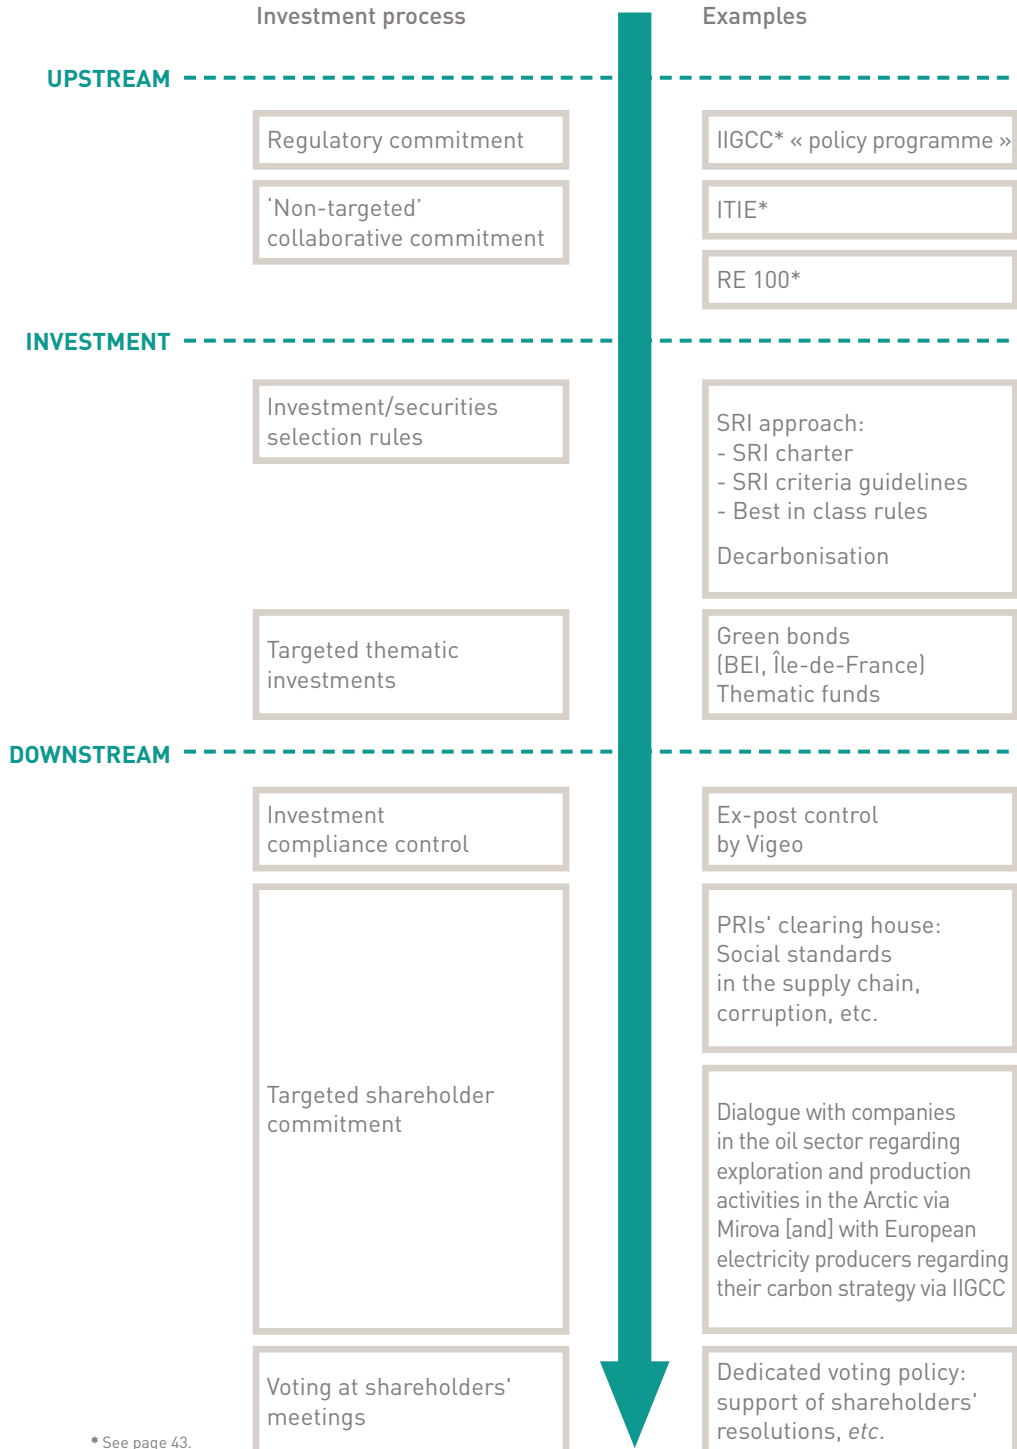 Investment process
Examples
UPSTREAM
Regulatory commitment
IIGCC* « policy programme »
‘Non-targeted’
collaborative commitment
ITIE*
RE 100*
INVESTMENT
Investment/securities
selection rules
SRI approach:
- SRI charter
- SRI criteria guidelines
- Best in class rules
Decarbonisation
Targeted thematic
investments
Green bonds
(BEI, Île-de-France)
Thematic funds
DOWNSTREAM
Investment
compliance control
Ex-post control
by Vigeo
Targeted shareholder
commitment
PRIs' clearing house:
Social standards
in the supply chain,
corruption, etc.
Dialogue with companies
in the oil sector regarding
exploration and production
activities in the Arctic via
Mirova [and] with European
electricity producers regarding
their carbon strategy via IIGCC
Voting at shareholders'
meetings
Dedicated voting policy:
support of shareholders'
resolutions, etc.
* See page 43.